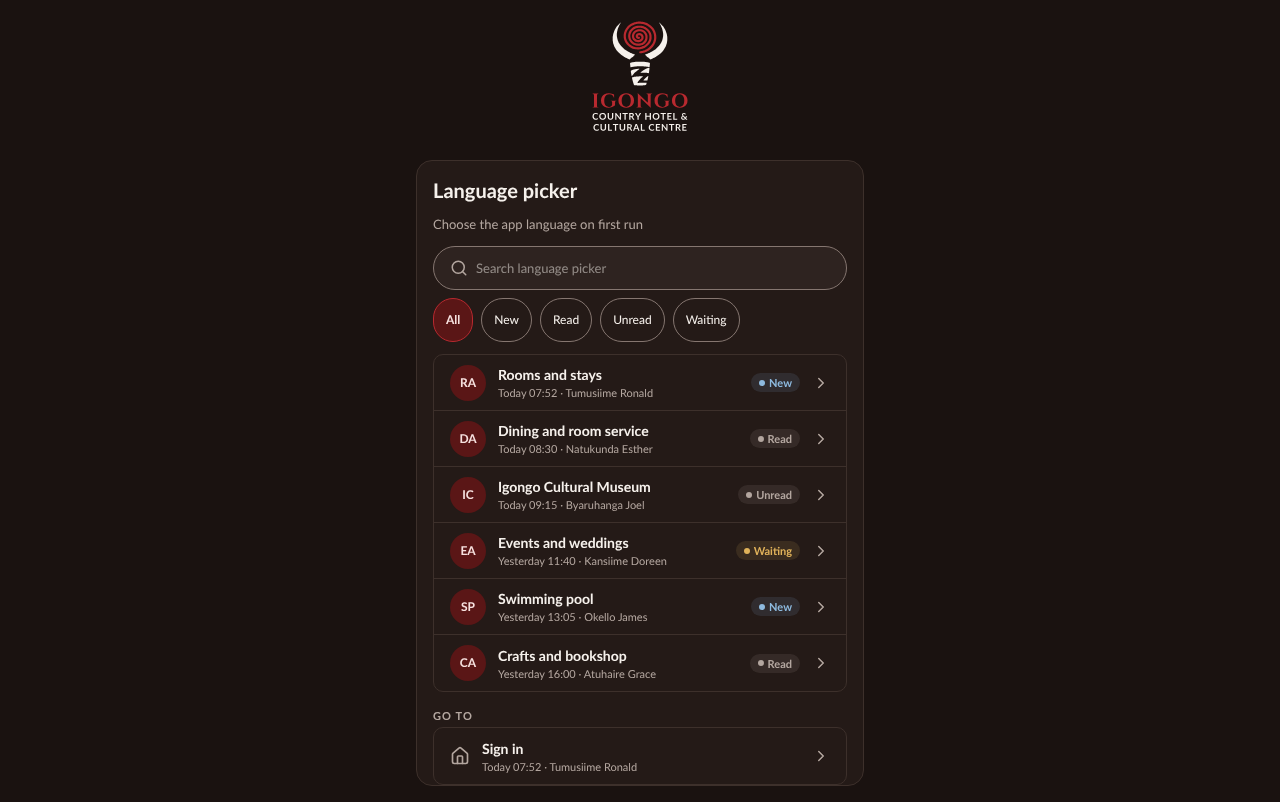 IGONGO
COUNTRY HOTEL &
CULTURAL CENTRE
Language picker
Choose the app language on first run
Search language picker
All
New
Read
Unread
Waiting
RA
Rooms and stays
Today 07:52 · Tumusiime Ronald
New
DA
Dining and room service
Today 08:30 · Natukunda Esther
Read
IC
Igongo Cultural Museum
Today 09:15 · Byaruhanga Joel
Unread
EA
Events and weddings
Yesterday 11:40 · Kansiime Doreen
Waiting
SP
Swimming pool
Yesterday 13:05 · Okello James
New
CA
Crafts and bookshop
Yesterday 16:00 · Atuhaire Grace
Read
GO TO
Sign in
Today 07:52 · Tumusiime Ronald